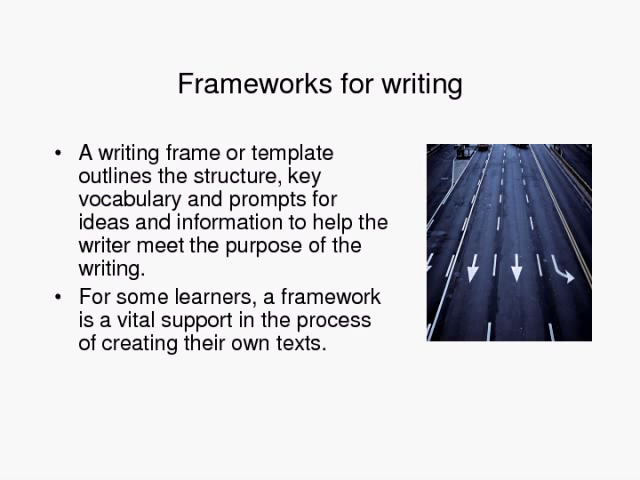 Frameworks for writing
• A writing frame or template
outlines the structure, key
vocabulary and prompts for
ideas and information to help the
writer meet the purpose of the
writing.
• For some learners, a framework
is a vital support in the process
of creating their own texts.